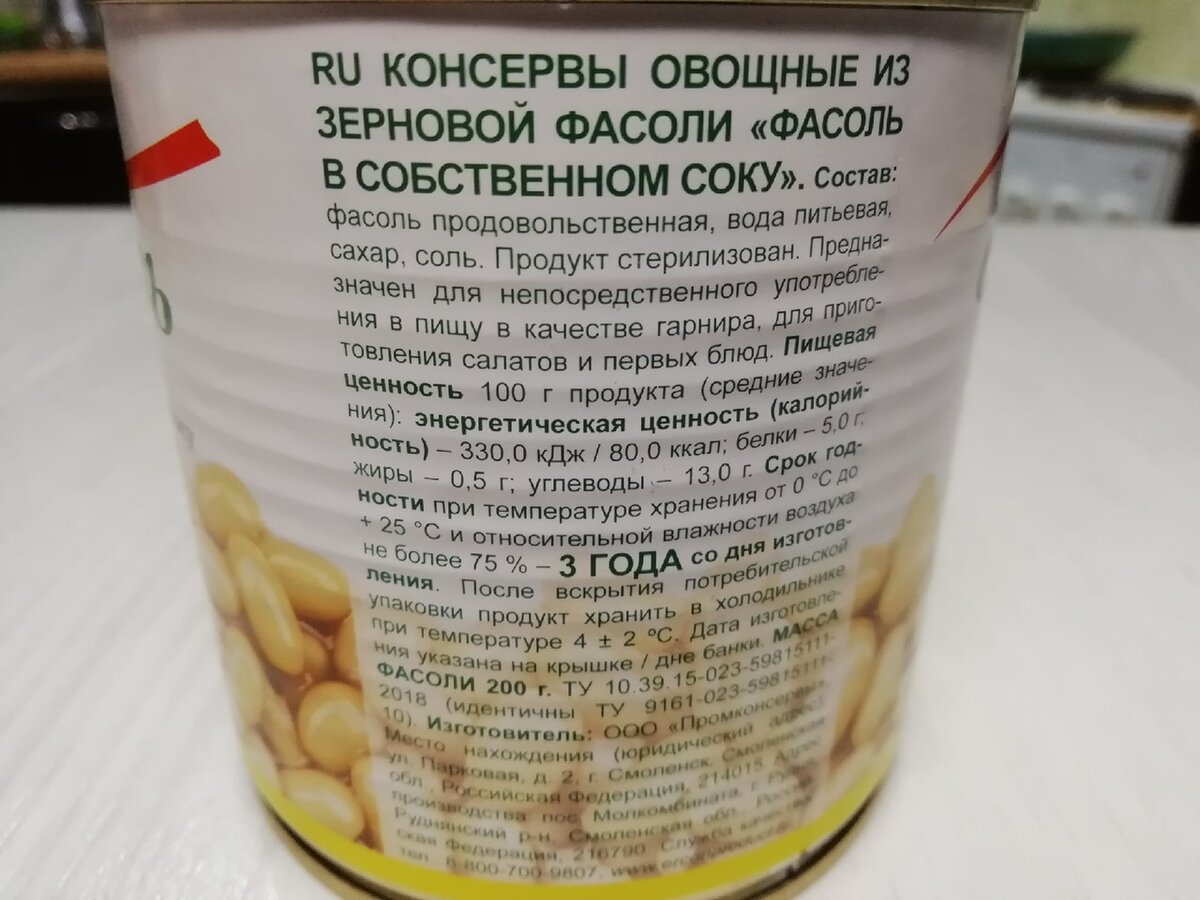 RU КОНСЕРВЫ ОВОЩНЫЕ ИЗ
ЗЕРНОВОЙ ФАСОЛИ «ФАСОЛЬ
В СОБСТВЕННОМ СОКУ». Состав:
фасоль продовольственная, вода питьевая,
сахар, соль. Продукт стерилизован. Предна-
значен для непосредственного употребле-
ния в пищу в качестве гарнира, для приго-
товления салатов и первых блюд. Пищевая
ценность 100 г продукта (средние значе-
ния): энергетическая ценность (калорий-
ность) – 330,0 кДж / 80,0 ккал; белки – 5,0 г;
жиры – 0,5 г; углеводы – 13,0 г. Срок год-
ности при температуре хранения от 0 °С до
+ 25 °С и относительной влажности воздуха
не более 75 % – 3 ГОДА со дня изготов-
ления. После вскрытия потребительской
упаковки продукт хранить в холодильнике
при температуре 4 ± 2 °С. Дата изготовле-
ния указана на крышке / дне банки. МАССА
ФАСОЛИ 200 г. ТУ 10.39.15-023-59815111-
2018 (идентичны ТУ 9161-023-59815111-
10). Изготовитель: ООО «Промконсервы».
Место нахождения (юридический адрес):
ул. Парковая, д. 2, г. Смоленск, Смоленская
обл., Российская Федерация, 214015. Адрес
производства: пос. Молкомбината, г. Рудня,
Руднянский р-н, Смоленская обл., Россий-
ская Федерация, 216790. Служба качества:
тел. 8-800-700-9807,
ь